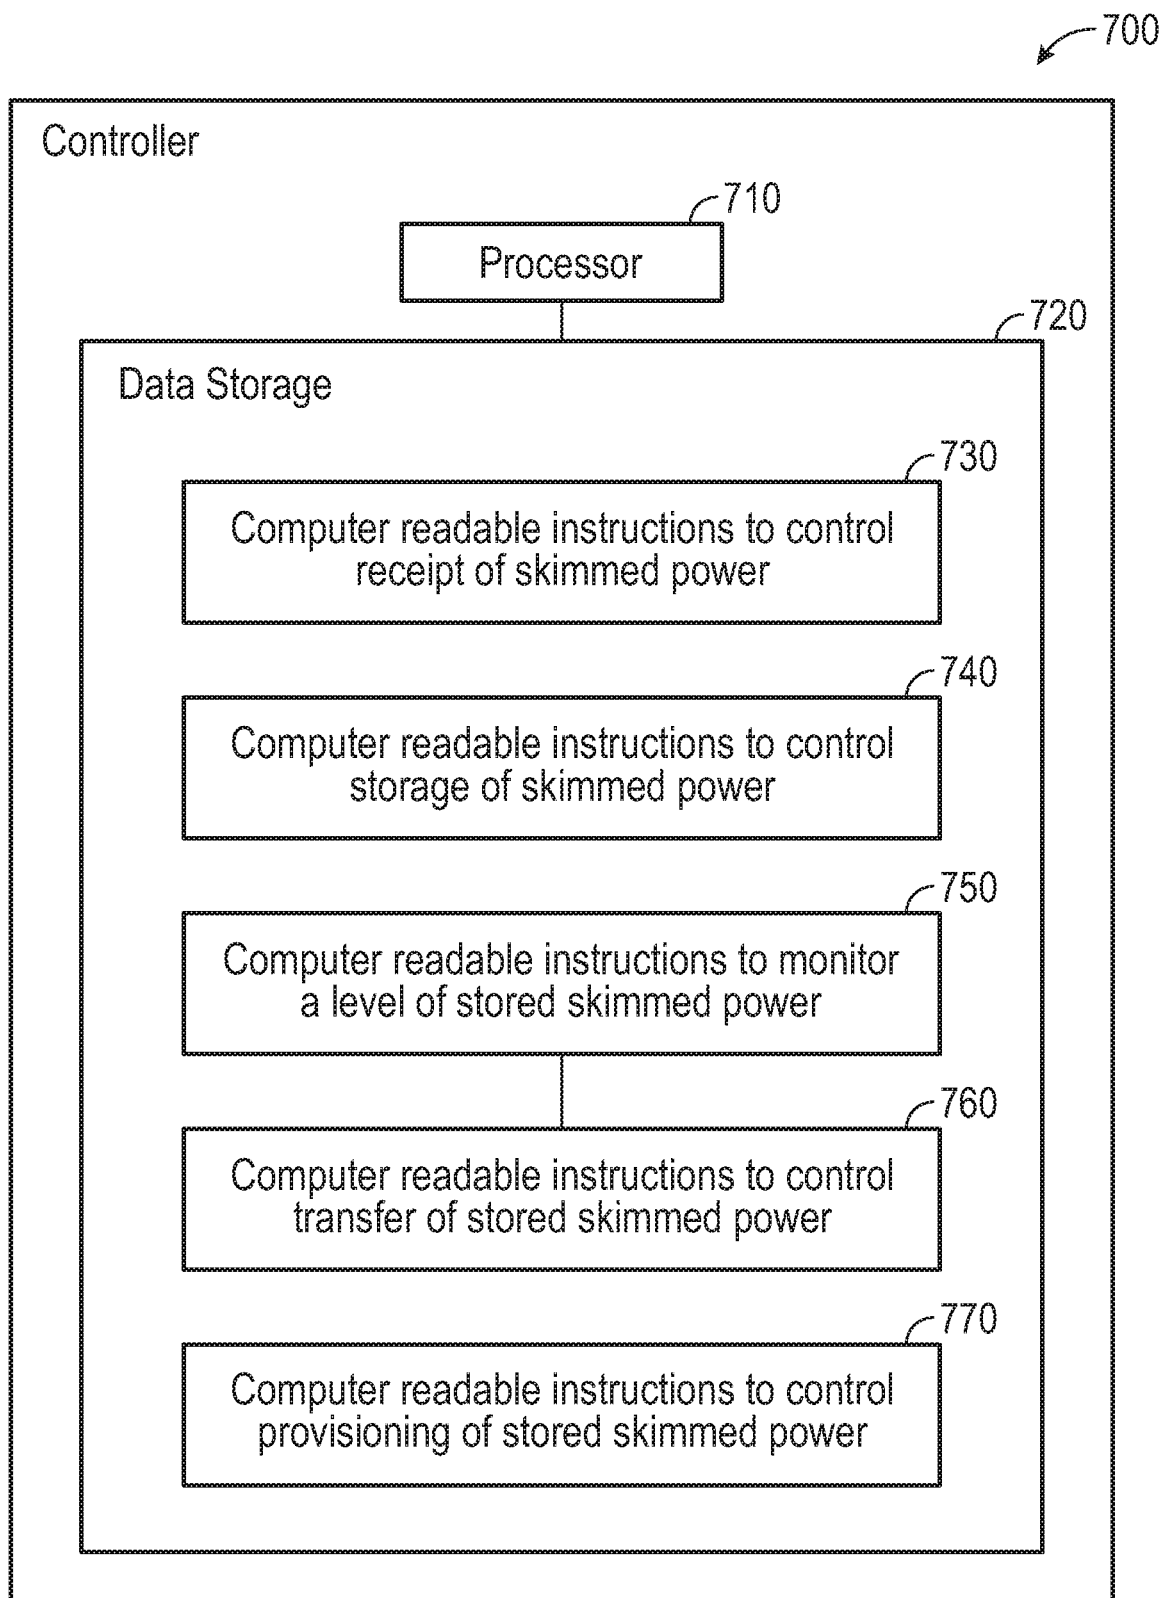 700
Controller
710
Processor
720
Data Storage
730
Computer readable instructions to control
receipt of skimmed power
740
Computer readable instructions to control
storage of skimmed power
750
Computer readable instructions to monitor
a level of stored skimmed power
760
Computer readable instructions to control
transfer of stored skimmed power
770
Computer readable instructions to control
provisioning of stored skimmed power